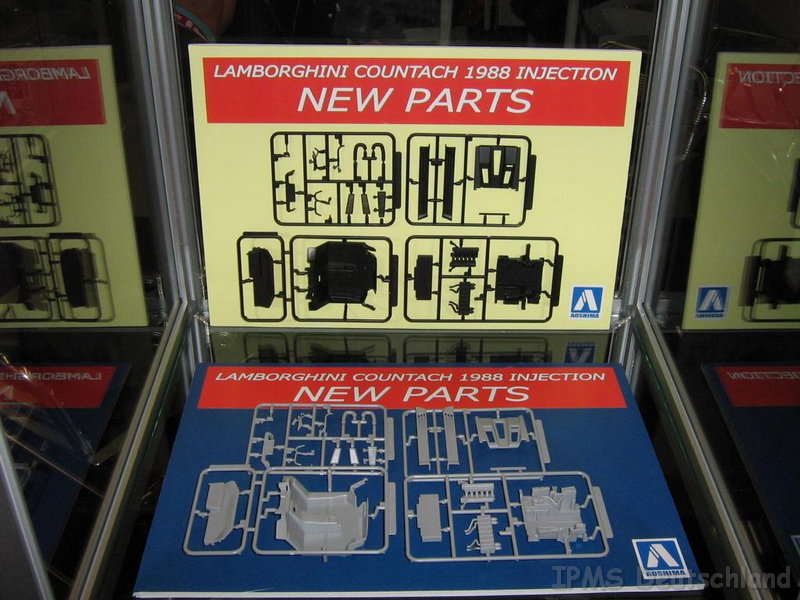 LAMBORGHINI COUNTACH 1988 INJECTION
NEW PARTS
AOSHIMA
LAMBORGHINI COUNTACH 1988 INJECTION
NEW PARTS
AOSHIMA
IPMS Deutschland